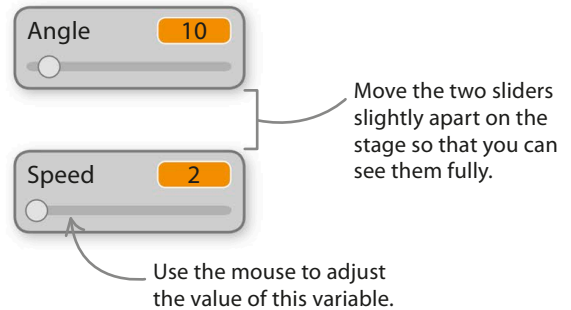 Angle 10
Move the two sliders
slightly apart on the
stage so that you can
see them fully.
Speed 2
Use the mouse to adjust
the value of this variable.